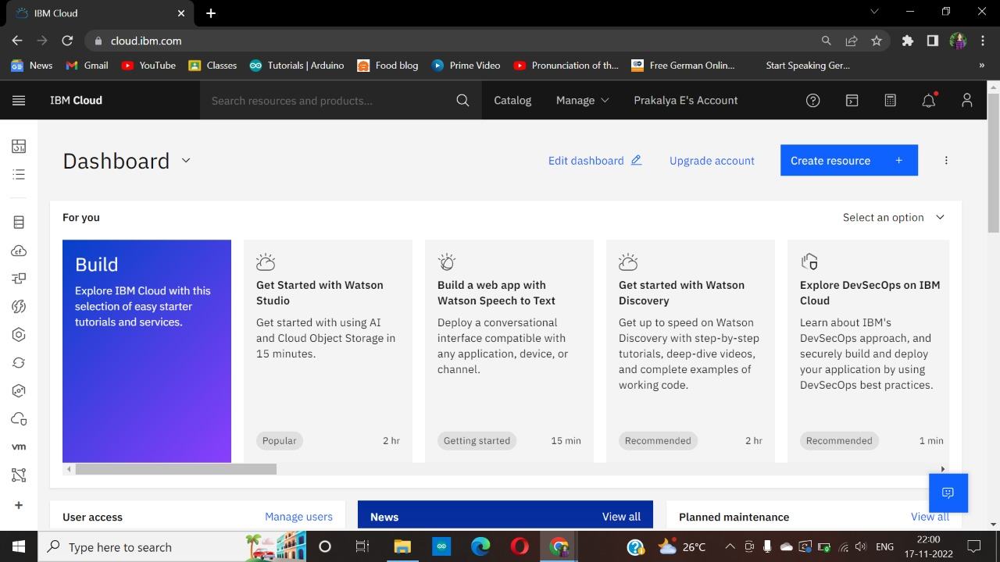 IBM Cloud
cloud.ibm.com
News
Gmail
YouTube
Classes
Tutorials | Arduino
Food blog
Prime Video
Pronunciation of th...
Free German Onlin...
Start Speaking Ger...
»
IBM Cloud
Search resources and products...
Catalog
Manage
Prakalya E's Account
Dashboard
Edit dashboard
Upgrade account
Create resource +
For you
Select an option
Build
Explore IBM Cloud with this
selection of easy starter
tutorials and services.
Get Started with Watson
Studio
Get started with using AI
and Cloud Object Storage in
15 minutes.
Popular
2 hr
Build a web app with
Watson Speech to Text
Deploy a conversational
interface compatible with
any application, device, or
channel.
Getting started
15 min
Get started with Watson
Discovery
Get up to speed on Watson
Discovery with step-by-step
tutorials, deep-dive videos,
and complete examples of
working code.
Recommended
2 hr
Explore DevSecOps on IBM
Cloud
Learn about IBM's
DevSecOps approach, and
securely build and deploy
your application by using
DevSecOps best practices.
Recommended
1 min
vm
User access
Manage users
News
View all
Planned maintenance
View all
Type here to search
26°C
ENG
22:00
17-11-2022